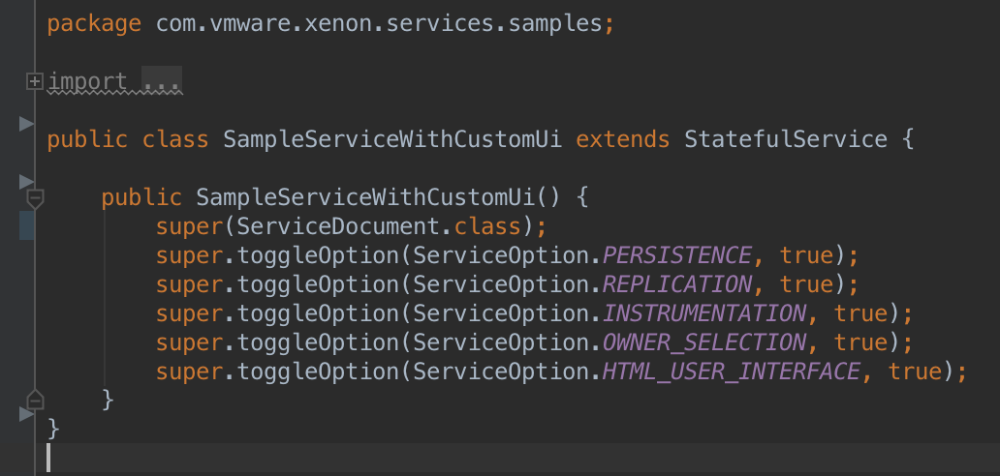 package com.vmware.xenon.services.samples;
import ...
public class SampleServiceWithCustomUi extends StatefulService {
public SampleServiceWithCustomUi() {
super(ServiceDocument.class);
super.toggleOption(ServiceOption.PERSISTENCE, true);
super.toggleOption(ServiceOption.REPLICATION, true);
super.toggleOption(ServiceOption.INSTRUMENTATION, true);
super.toggleOption(ServiceOption.OWNER_SELECTION, true);
super.toggleOption(ServiceOption.HTML_USER_INTERFACE, true);
}
}